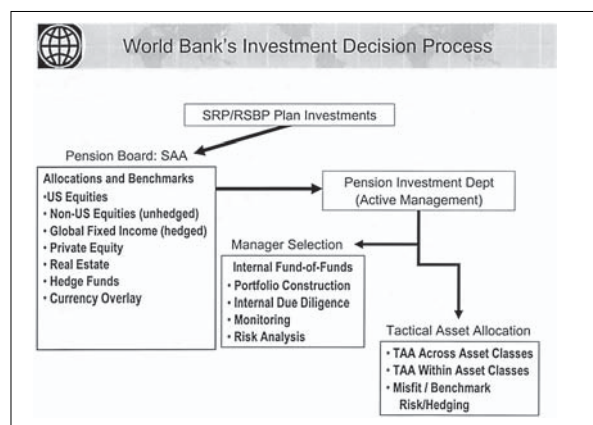 World Bank's Investment Decision Process
SRP/RSBP Plan Investments
Pension Board: SAA
Allocations and Benchmarks
•US Equities
• Non-US Equities (unhedged)
• Global Fixed Income (hedged)
• Private Equity
• Real Estate
• Hedge Funds
• Currency Overlay
Pension Investment Dept
(Active Management)
Manager Selection
Internal Fund-of-Funds
• Portfolio Construction
• Internal Due Diligence
• Monitoring
• Risk Analysis
Tactical Asset Allocation
• TAA Across Asset Classes
• TAA Within Asset Classes
• Misfit / Benchmark
Risk/Hedging